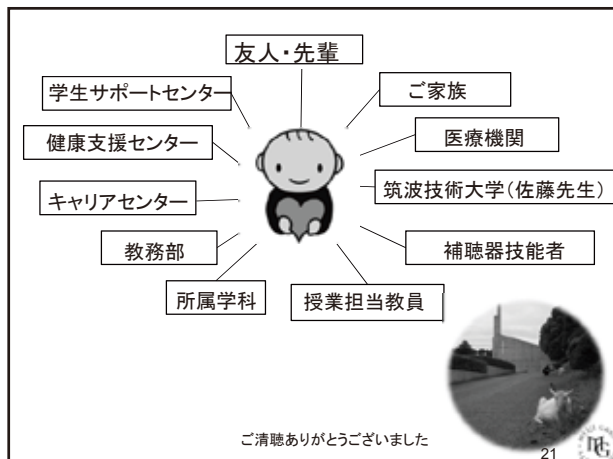 友人・先輩
学生サポートセンター
ご家族
健康支援センター
医療機関
キャリアセンター
筑波技術大学(佐藤先生)
教務部
補聴器技能者
所属学科
授業担当教員
ご清聴ありがとうございました
21